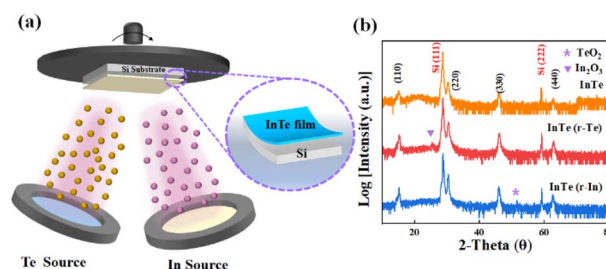 (a)
Si Substrate
InTe film
Si
Te Source
In Source
(b)
Log [Intensity (a.u.)]
(110)
Si (111)
(220)
(330)
Si (222)
(440)
* TeO₂
▼ In₂O₃
InTe
InTe (r-Te)
InTe (r-In)
20
40
60
80
2-Theta (θ)